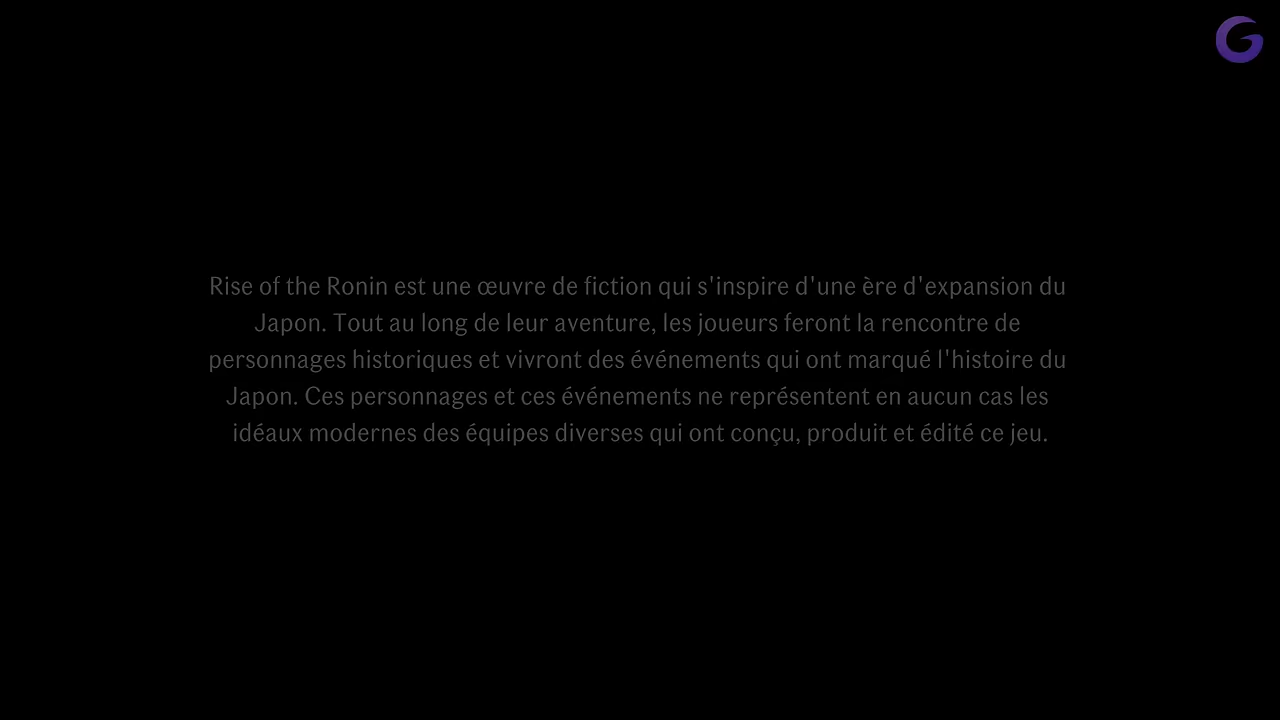 Rise of the Ronin est une œuvre de fiction qui s'inspire d'une ère d'expansion du
Japon. Tout au long de leur aventure, les joueurs feront la rencontre de
personnages historiques et vivront des événements qui ont marqué l'histoire du
Japon. Ces personnages et ces événements ne représentent en aucun cas les
idéaux modernes des équipes diverses qui ont conçu, produit et édité ce jeu.